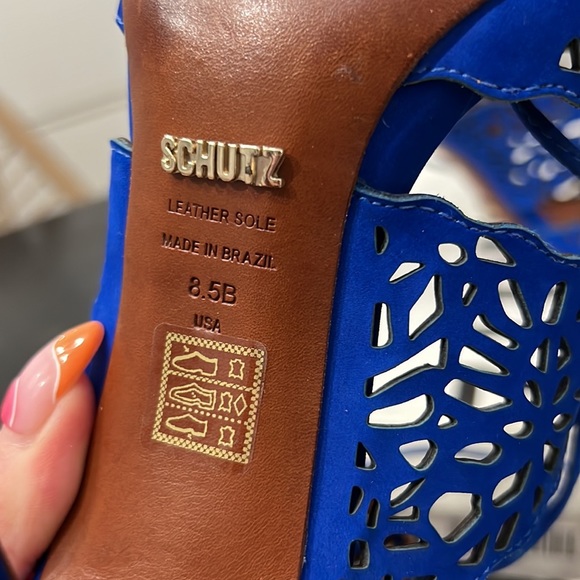 SCHUTZ
LEATHER SOLE
MADE IN BRAZIL
8.5B
USA